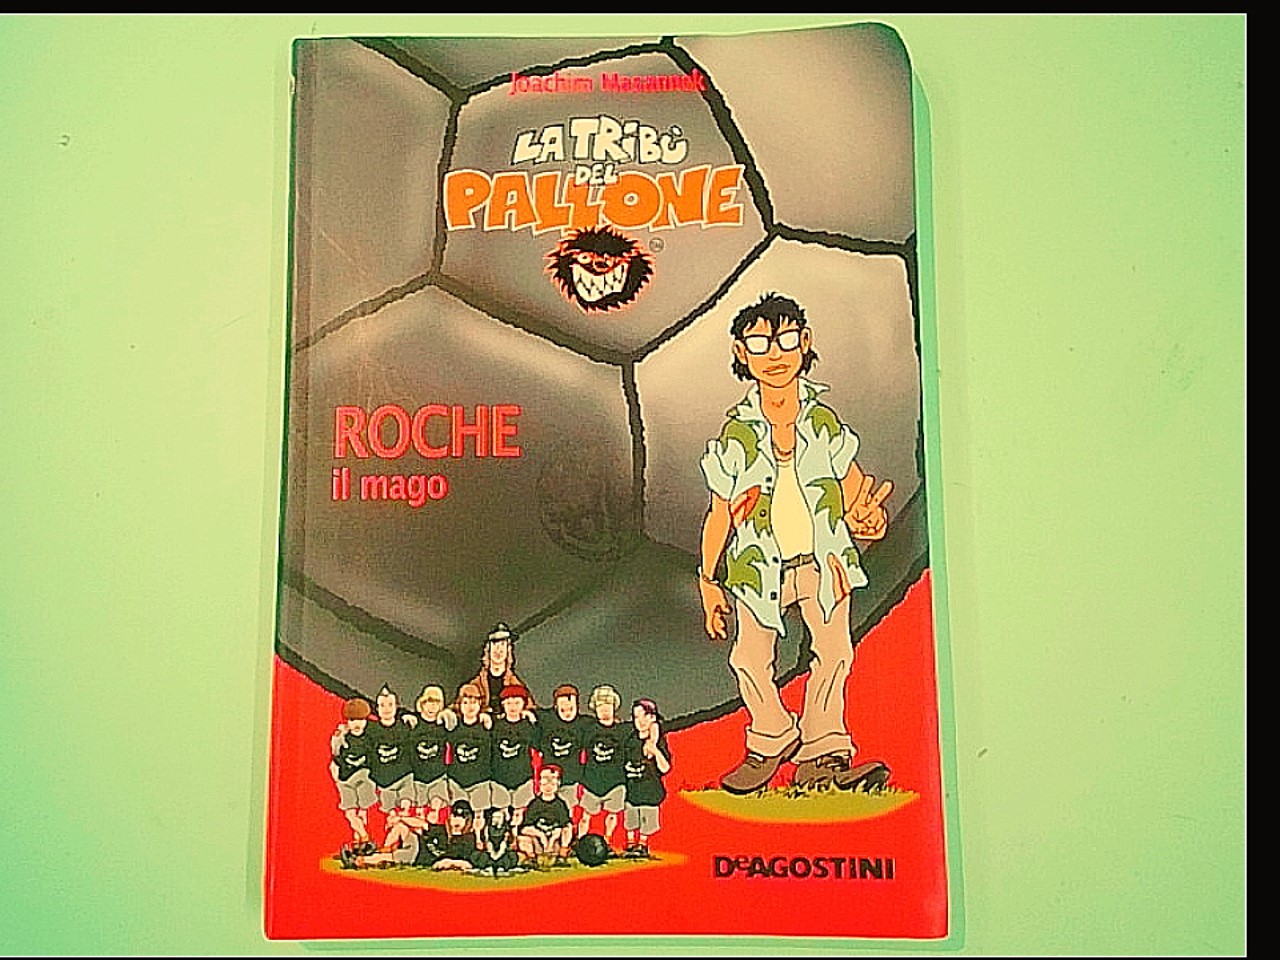 Joachim Masannek
LA TRIBÙ
DEL
PALLONE
ROCHE
il mago
DeAGOSTINI